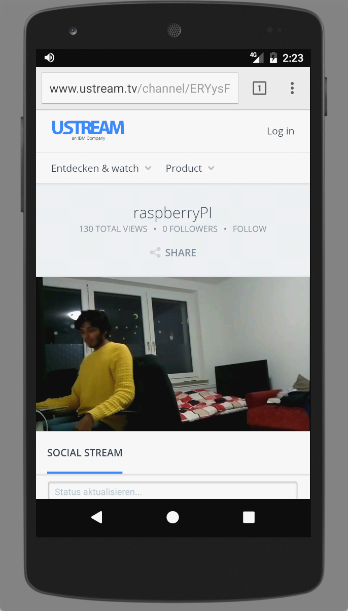 4G 2:23
www.ustream.tv/channel/ERYysF 1
USTREAM
an IBM Company
Log in
Entdecken & watch Product
raspberryPI
130 TOTAL VIEWS • 0 FOLLOWERS • FOLLOW
SHARE
SOCIAL STREAM
Status aktualisieren...